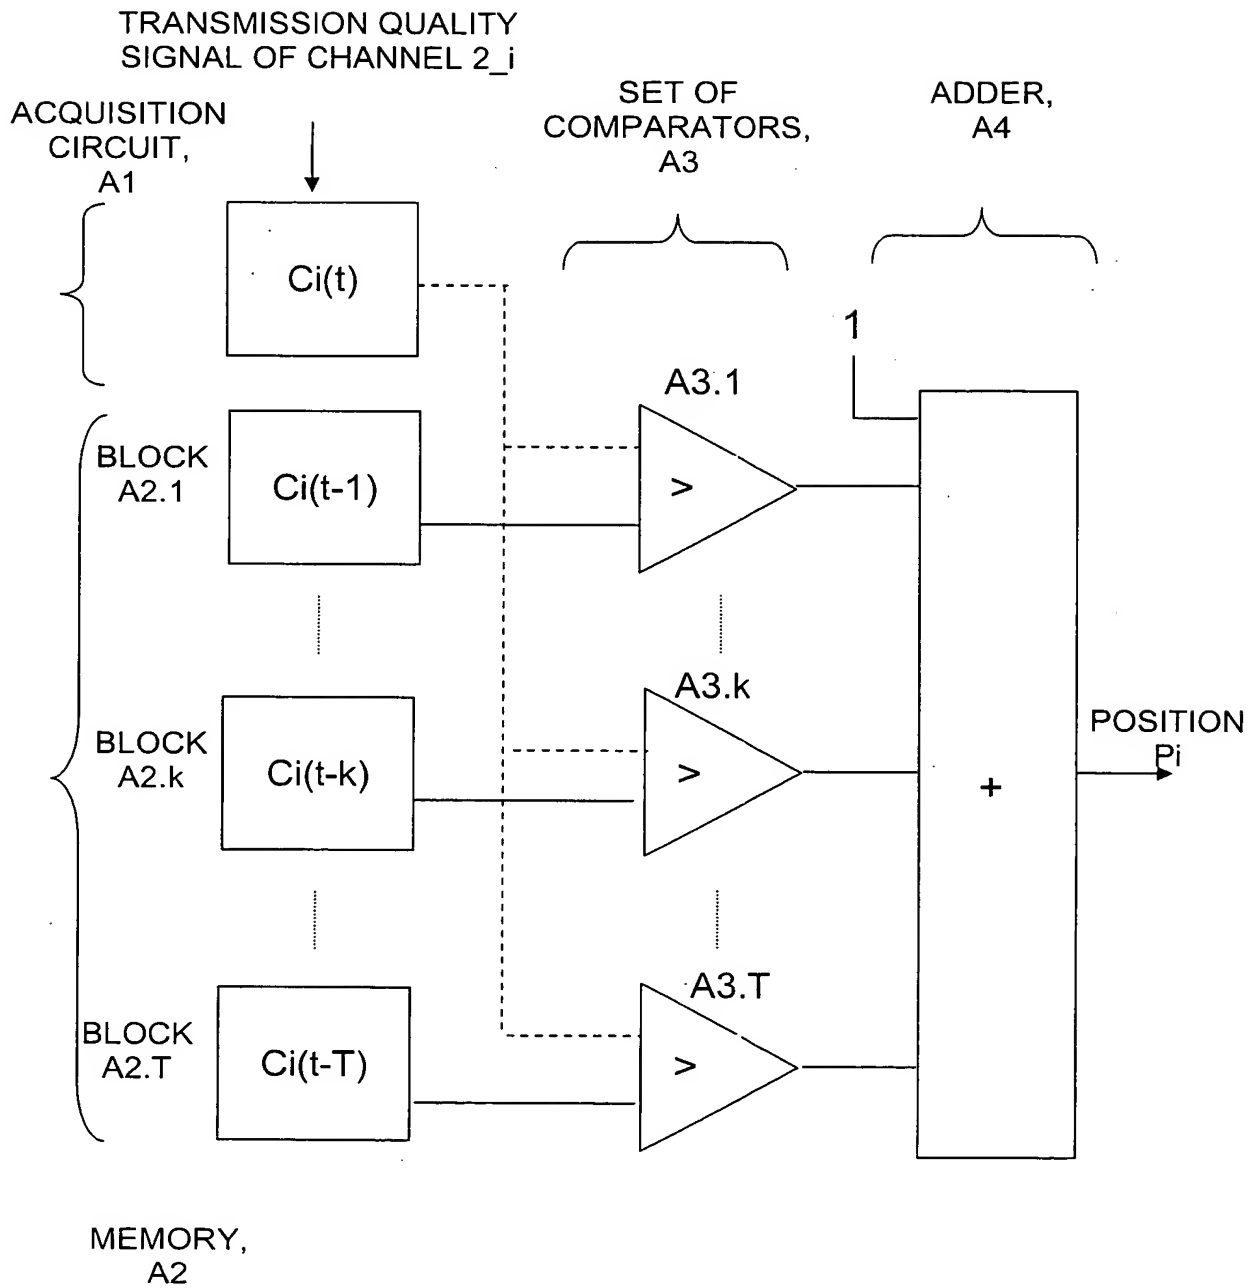 TRANSMISSION QUALITY
SIGNAL OF CHANNEL 2_i
ACQUISITION
CIRCUIT,
A1
SET OF
COMPARATORS,
A3
ADDER,
A4
Ci(t)
1
A3.1
BLOCK
A2.1
Ci(t-1)
>
A3.k
BLOCK
A2.k
Ci(t-k)
>
+
POSITION
Pi
A3.T
BLOCK
A2.T
Ci(t-T)
>
MEMORY,
A2